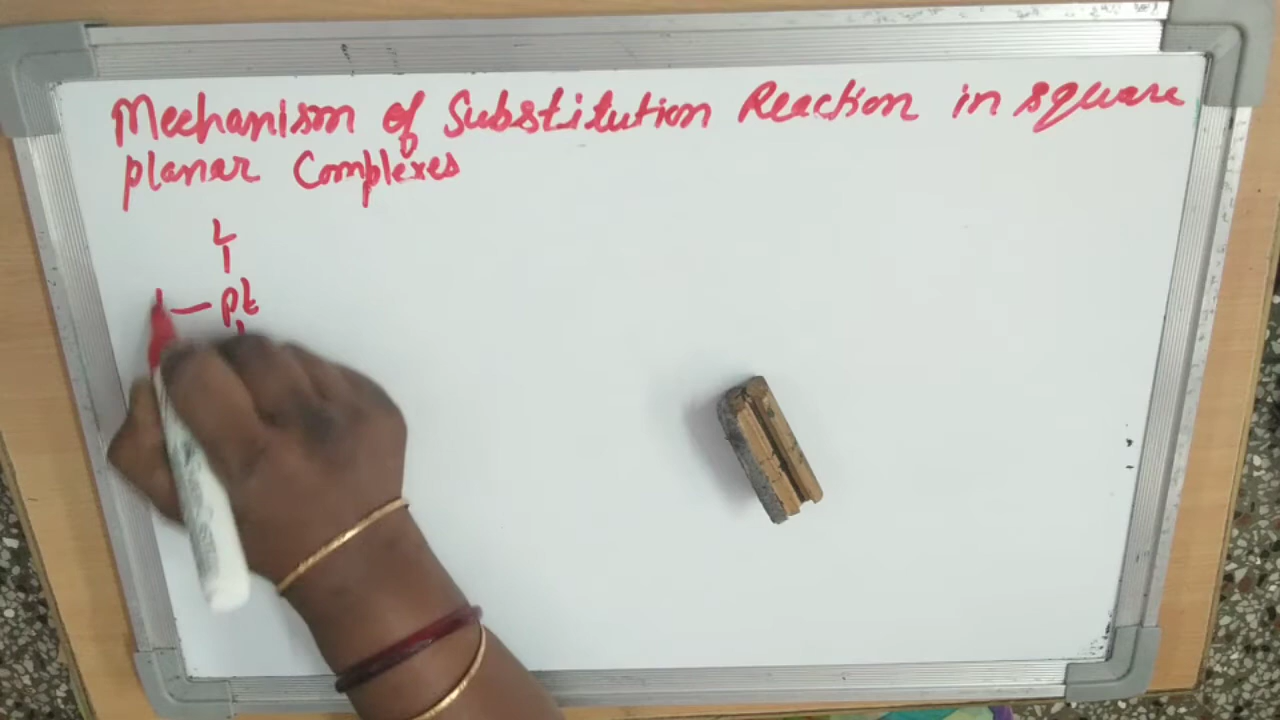 Mechanism of Substitution Reaction in square
planar Complexes
L
Pt